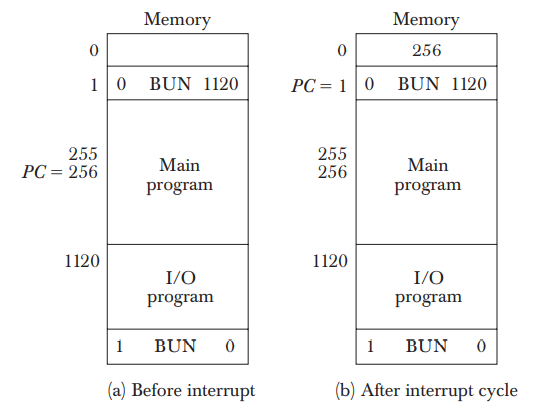 Memory
0
1 0 BUN 1120
255
PC = 256
Main
program
1120
I/O
program
1 BUN 0
(a) Before interrupt
Memory
0 256
PC = 1 0 BUN 1120
255
256
Main
program
1120
I/O
program
1 BUN 0
(b) After interrupt cycle